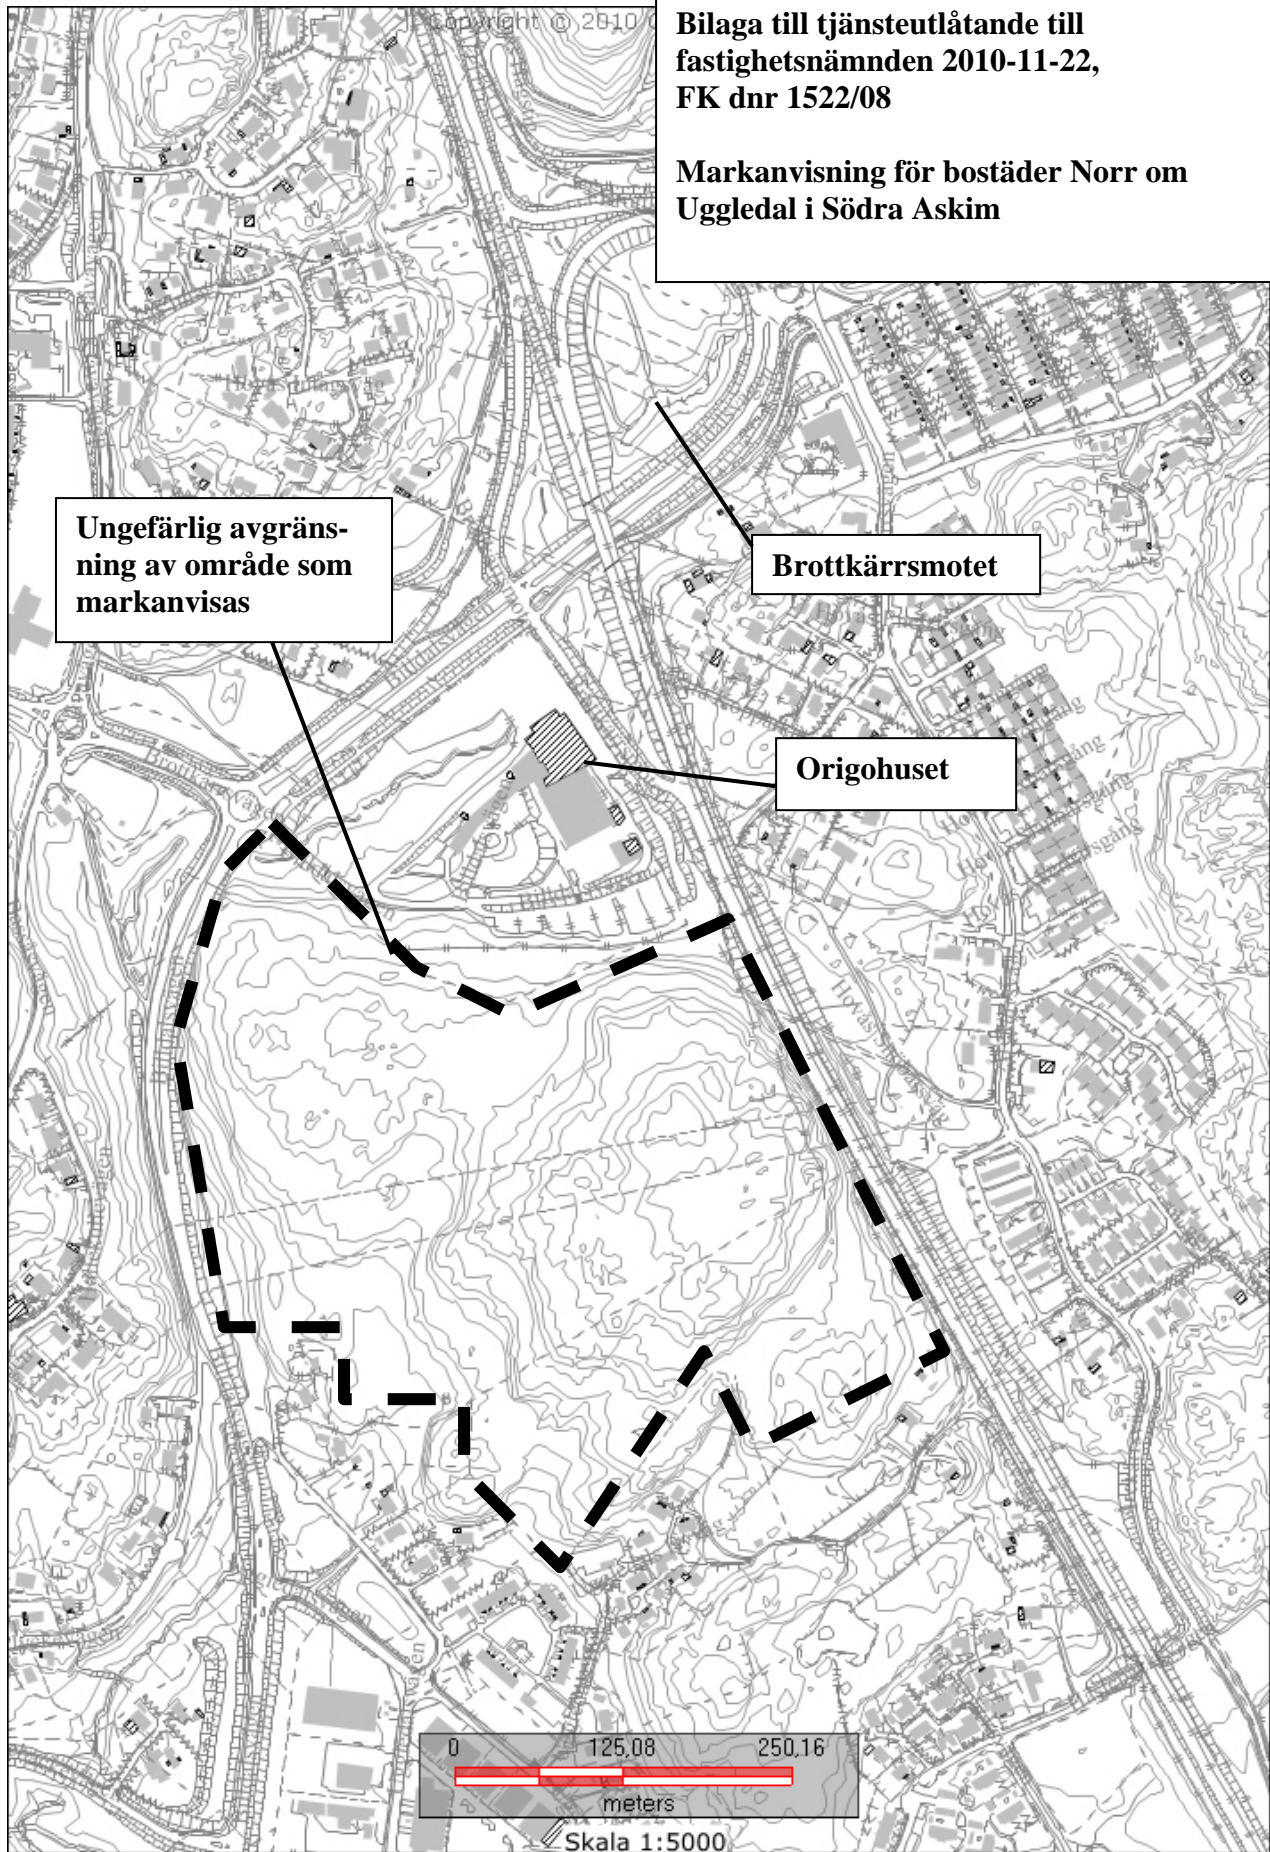 Copyright © 2010
Bilaga till tjänsteutlåtande till
fastighetsnämnden 2010-11-22,
FK dnr 1522/08
Markanvisning för bostäder Norr om
Uggledal i Södra Askim
Ungefärlig avgräns-
ning av område som
markanvisas
Brottkärrsmotet
Origohuset
0 125,08 250,16
meters
Skala 1:5000